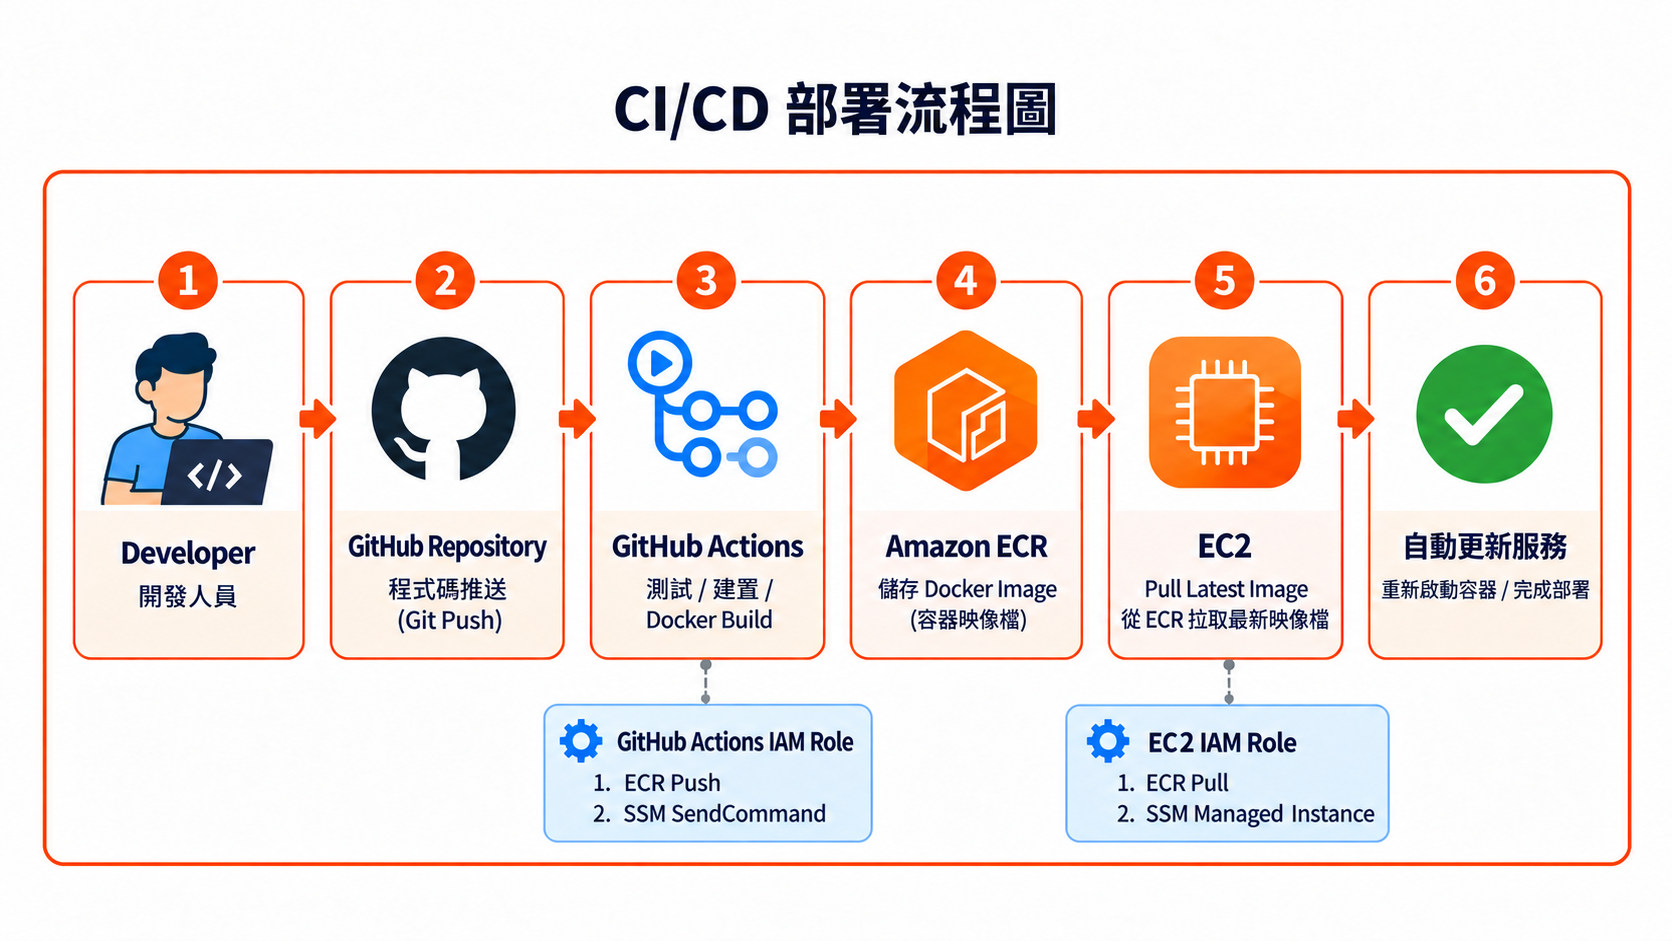 CI/CD 部署流程圖
1
2
3
4
5
6
</>
Developer
開發人員
GitHub Repository
程式碼推送
(Git Push)
GitHub Actions
測試 / 建置 /
Docker Build
Amazon ECR
儲存 Docker Image
(容器映像檔)
EC2
Pull Latest Image
從 ECR 拉取最新映像檔
自動更新服務
重新啟動容器 / 完成部署
GitHub Actions IAM Role
1. ECR Push
2. SSM SendCommand
EC2 IAM Role
1. ECR Pull
2. SSM Managed Instance